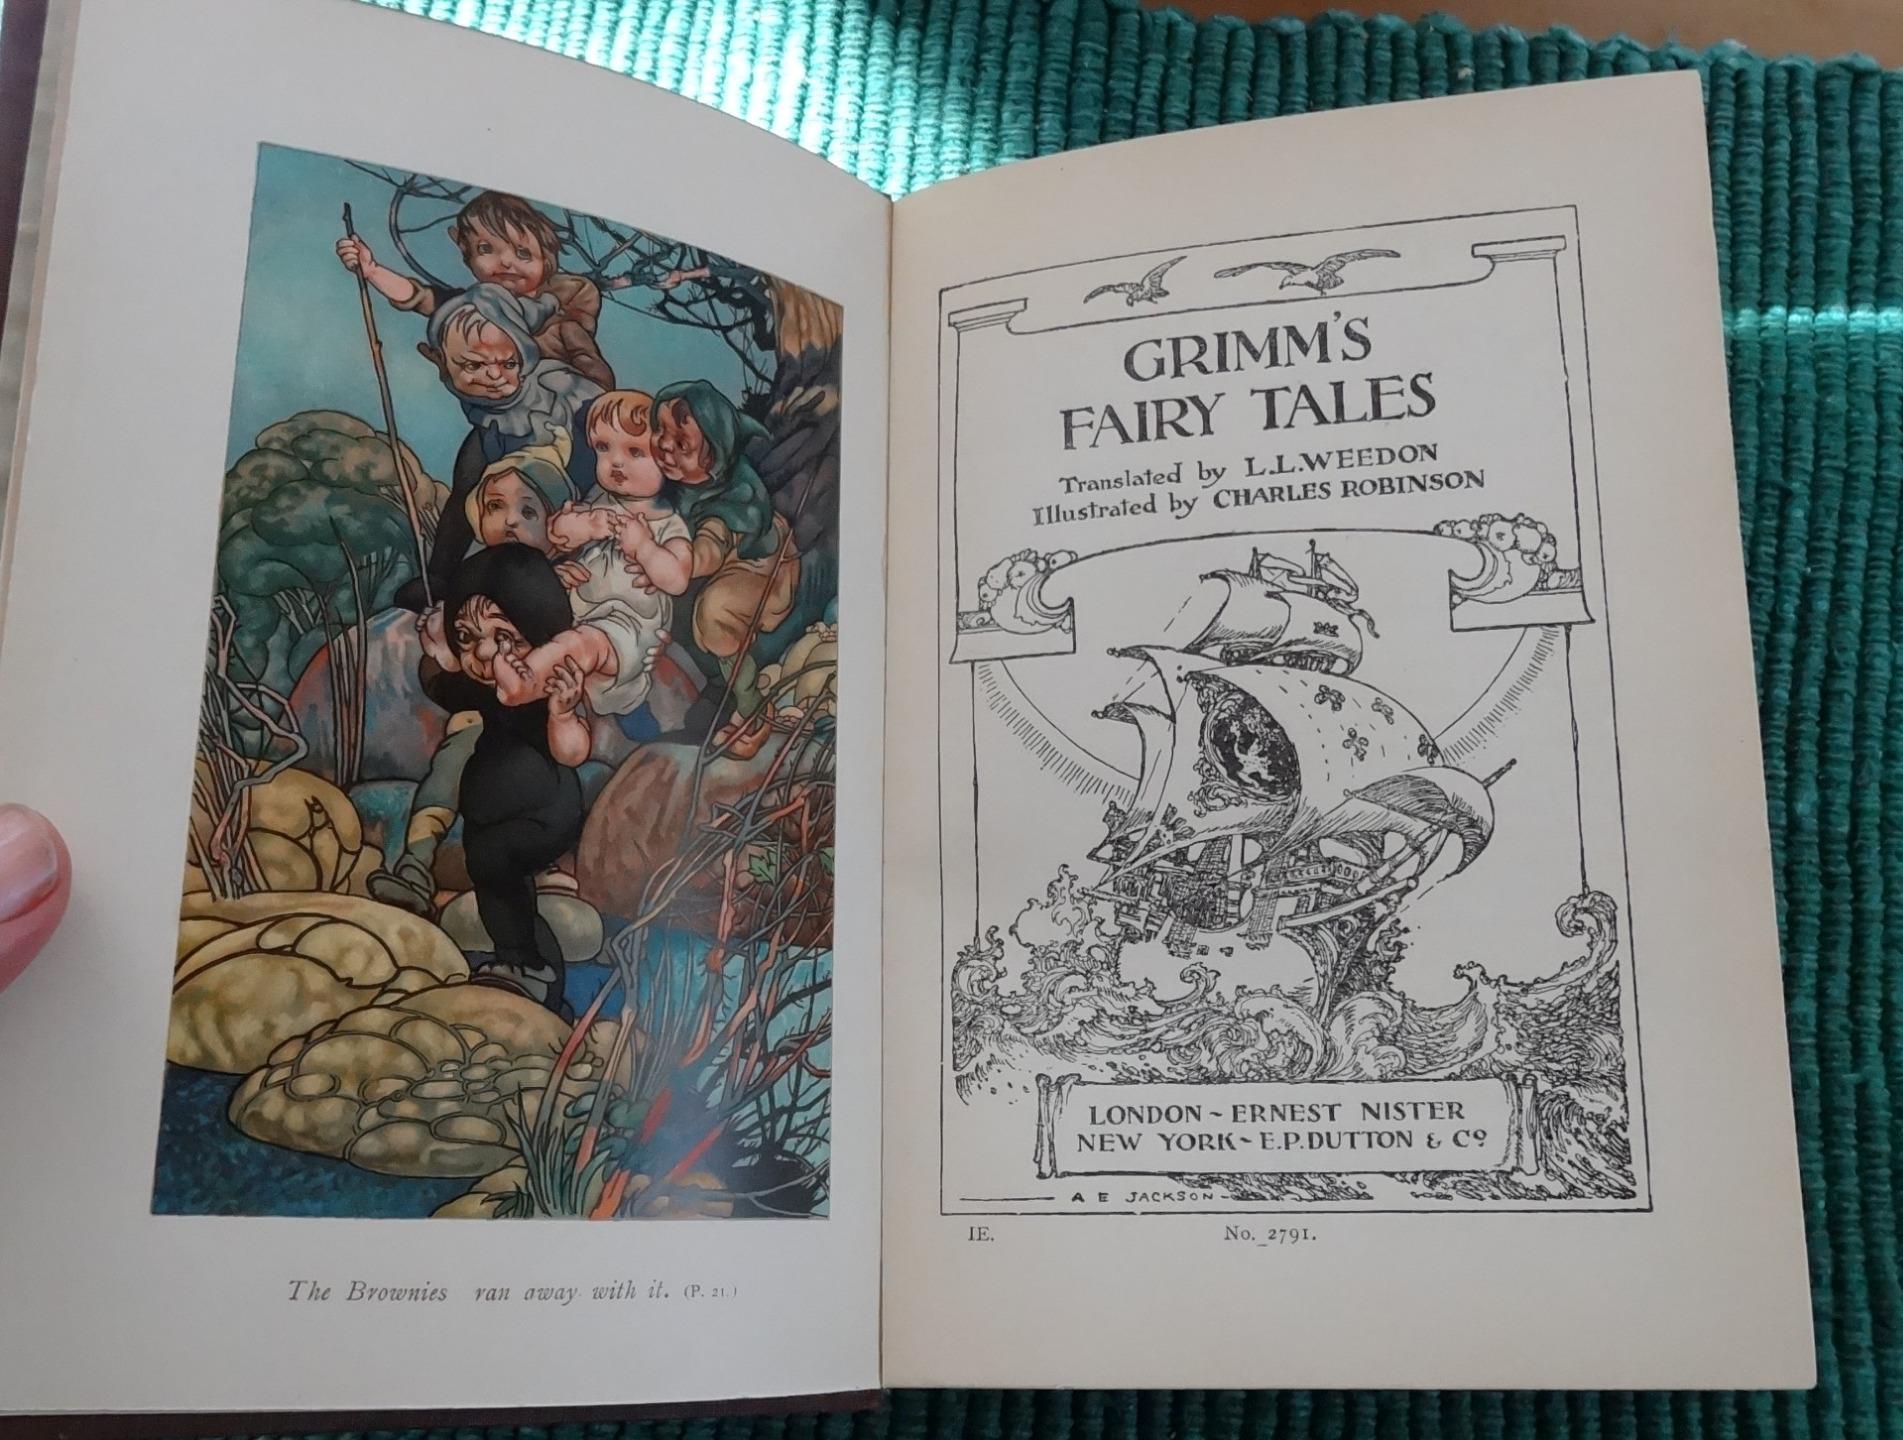 The Brownies ran away with it. (P. 21.)
GRIMM'S
FAIRY TALES
Translated by L.L.WEEDON
Illustrated by CHARLES ROBINSON
LONDON ~ ERNEST NISTER
NEW YORK ~ E.P.DUTTON & Cº
A E JACKSON
IE. No. 2791.